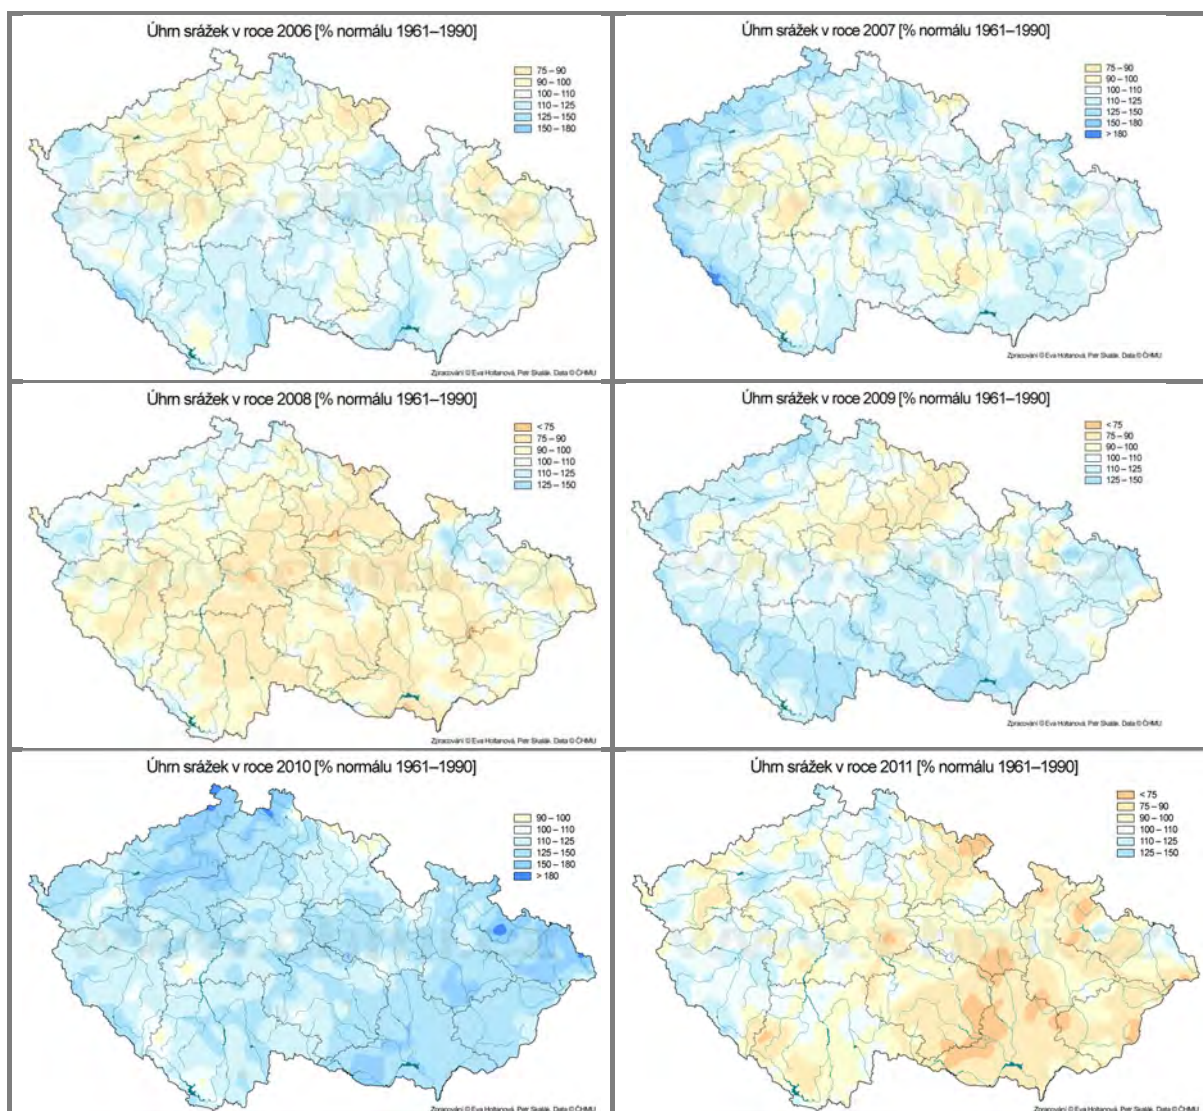 Úhrn srážek v roce 2006 [% normálu 1961–1990]
75 – 90
90 – 100
100 – 110
110 – 125
125 – 150
150 – 180
Zpracování © Eva Holtanová, Petr Skalák. Data © ČHMÚ
Úhrn srážek v roce 2007 [% normálu 1961–1990]
75 – 90
90 – 100
100 – 110
110 – 125
125 – 150
150 – 180
> 180
Zpracování © Eva Holtanová, Petr Skalák. Data © ČHMÚ
Úhrn srážek v roce 2008 [% normálu 1961–1990]
< 75
75 – 90
90 – 100
100 – 110
110 – 125
125 – 150
Zpracování © Eva Holtanová, Petr Skalák. Data © ČHMÚ
Úhrn srážek v roce 2009 [% normálu 1961–1990]
< 75
75 – 90
90 – 100
100 – 110
110 – 125
125 – 150
Zpracování © Eva Holtanová, Petr Skalák. Data © ČHMÚ
Úhrn srážek v roce 2010 [% normálu 1961–1990]
90 – 100
100 – 110
110 – 125
125 – 150
150 – 180
> 180
Zpracování © Eva Holtanová, Petr Skalák. Data © ČHMÚ
Úhrn srážek v roce 2011 [% normálu 1961–1990]
< 75
75 – 90
90 – 100
100 – 110
110 – 125
125 – 150
Zpracování © Eva Holtanová, Petr Skalák. Data © ČHMÚ